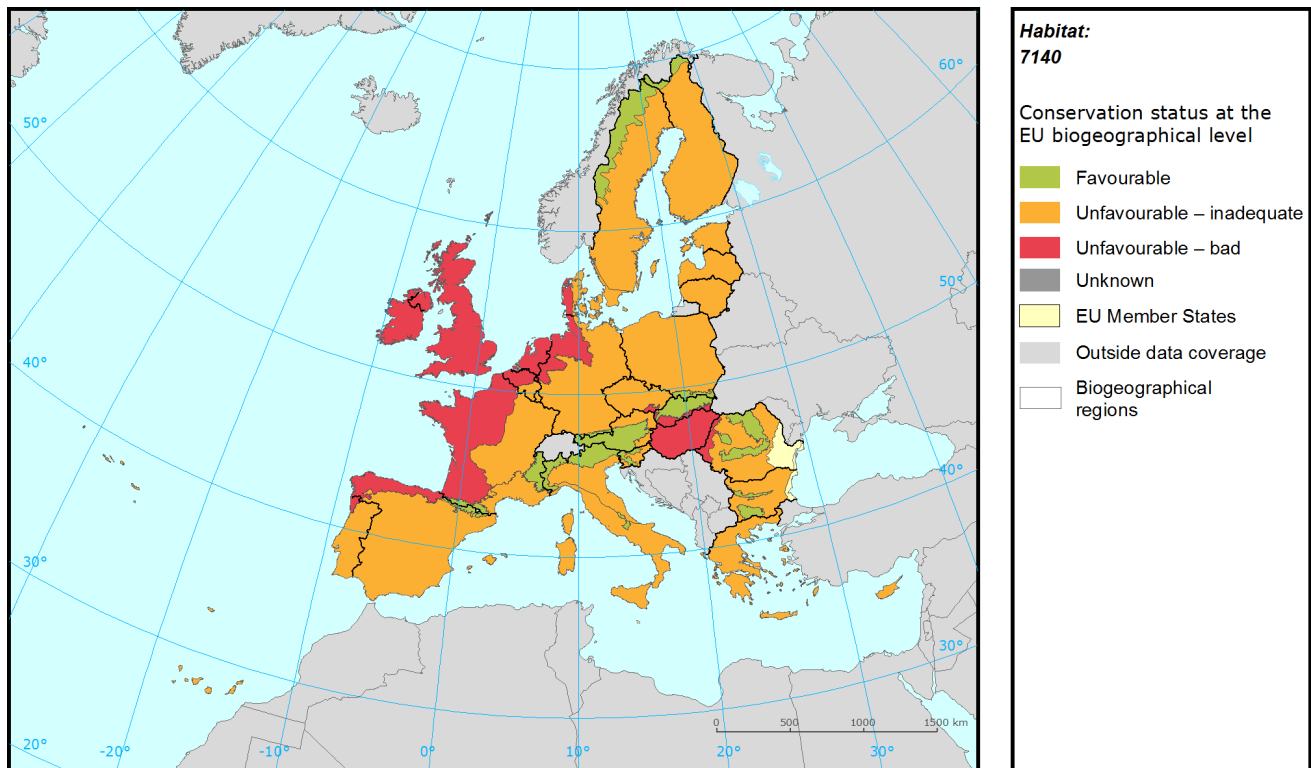 Habitat:
7140
Conservation status at the
EU biogeographical level
Favourable
Unfavourable – inadequate
Unfavourable – bad
Unknown
EU Member States
Outside data coverage
Biogeographical
regions
60°
50°
50°
40°
40°
30°
30°
0 500 1000 1500 km
20° -20° -10° 0° 10° 20° 30°